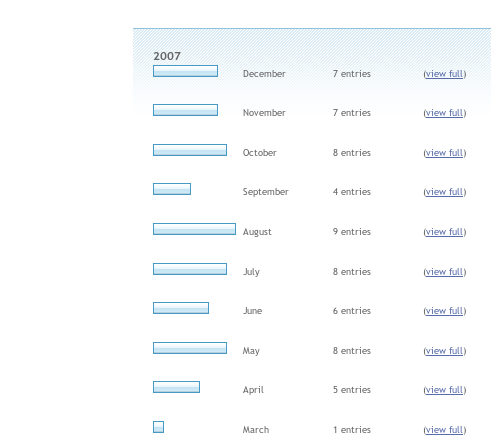 2007
December 7 entries (view full)
November 7 entries (view full)
October 8 entries (view full)
September 4 entries (view full)
August 9 entries (view full)
July 8 entries (view full)
June 6 entries (view full)
May 8 entries (view full)
April 5 entries (view full)
March 1 entries (view full)